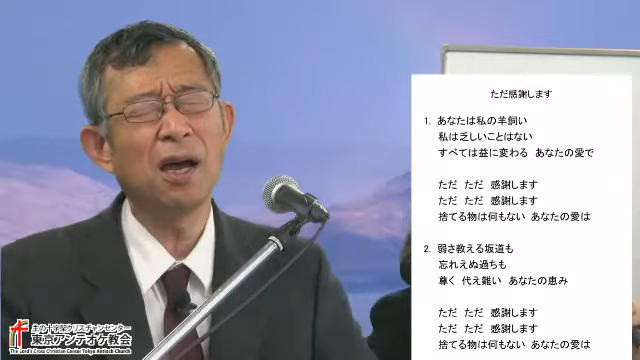 ただ感謝します
1. あなたは私の羊飼い
私は乏しいことはない
すべては益に変わる あなたの愛で
ただ ただ 感謝します
ただ ただ 感謝します
捨てる物は何もない あなたの愛は
2. 弱さ教える坂道も
忘れえぬ過ちも
尊く 代え難い あなたの恵み
ただ ただ 感謝します
ただ ただ 感謝します
捨てる物は何もない あなたの愛は
主の十字架クリスチャンセンター
東京アンテオケ教会
The Lord's Cross Christian Center Tokyo Antioch Church